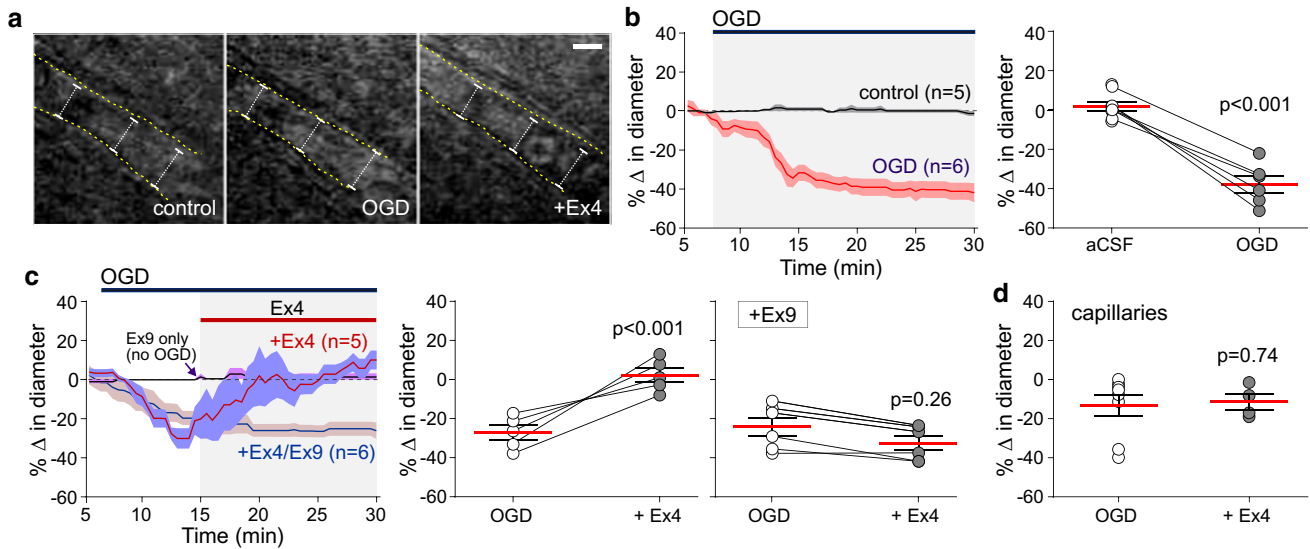 a
control
OGD
+Ex4
b
OGD
40
20
0
-20
-40
-60
% Δ in diameter
control (n=5)
OGD (n=6)
5
10
15
20
25
30
Time (min)
40
20
0
-20
-40
-60
% Δ in diameter
p<0.001
aCSF
OGD
c
OGD
Ex4
40
20
0
-20
-40
-60
% Δ in diameter
Ex9 only
(no OGD)
+Ex4 (n=5)
+Ex4/Ex9 (n=6)
5
10
15
20
25
30
Time (min)
40
20
0
-20
-40
-60
% Δ in diameter
p<0.001
OGD
+ Ex4
+Ex9
p=0.26
OGD
+ Ex4
d
capillaries
40
20
0
-20
-40
-60
% Δ in diameter
p=0.74
OGD
+ Ex4